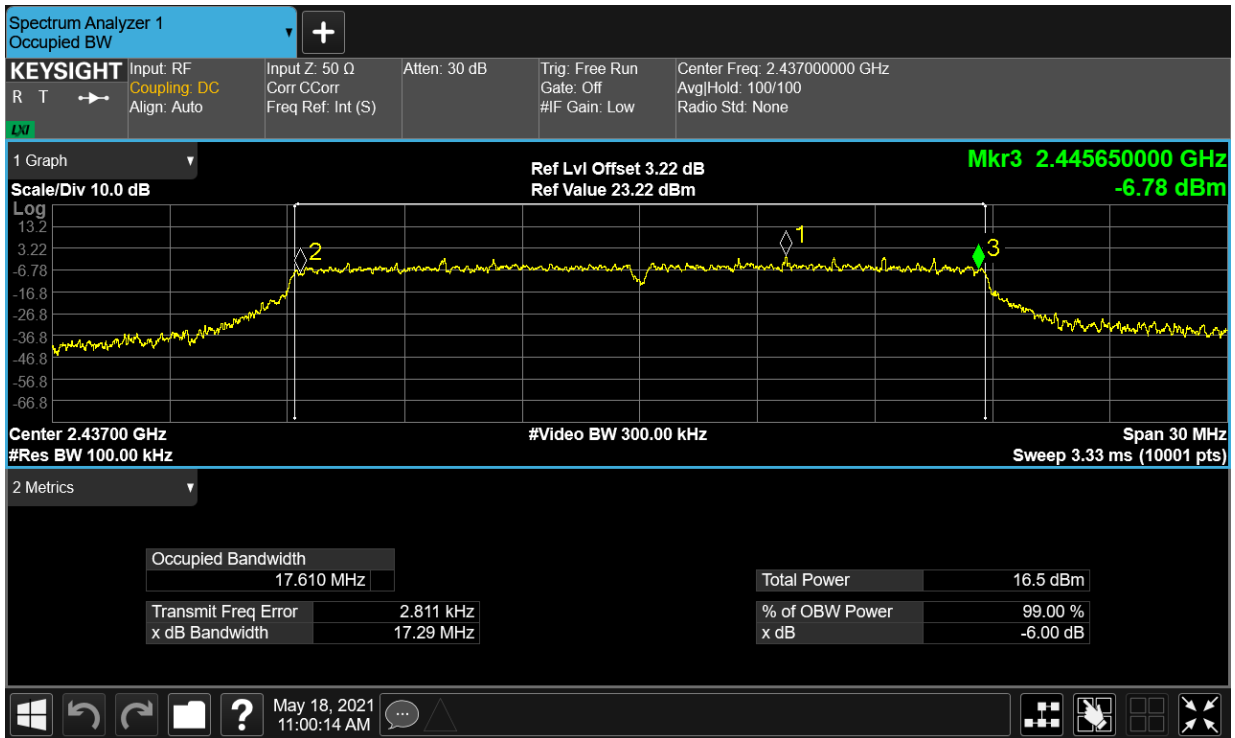 Spectrum Analyzer 1
Occupied BW
KEYSIGHT Input: RF Input Z: 50 Ω Atten: 30 dB Trig: Free Run Center Freq: 2.437000000 GHz
R T Coupling: DC Corr CCorr Gate: Off Avg|Hold: 100/100
Align: Auto Freq Ref: Int (S) #IF Gain: Low Radio Std: None
LXI
1 Graph Ref Lvl Offset 3.22 dB Mkr3 2.445650000 GHz
Scale/Div 10.0 dB Ref Value 23.22 dBm -6.78 dBm
Log
13.2
3.22
-6.78
-16.8
-26.8
-36.8
-46.8
-56.8
-66.8
2 1 3
Center 2.43700 GHz #Video BW 300.00 kHz Span 30 MHz
#Res BW 100.00 kHz Sweep 3.33 ms (10001 pts)
2 Metrics
Occupied Bandwidth
17.610 MHz Total Power 16.5 dBm
Transmit Freq Error 2.811 kHz % of OBW Power 99.00 %
x dB Bandwidth 17.29 MHz x dB -6.00 dB
? May 18, 2021
11:00:14 AM